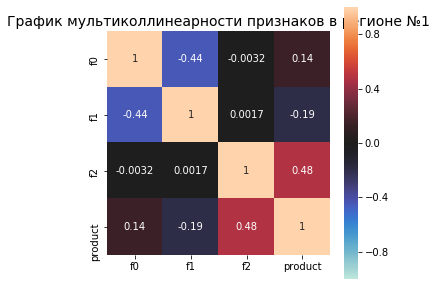 График мультиколлинеарности признаков в регионе №1
f0 1 -0.44 -0.0032 0.14
f1 -0.44 1 0.0017 -0.19
f2 -0.0032 0.0017 1 0.48
product 0.14 -0.19 0.48 1
f0 f1 f2 product
0.8
0.4
0.0
−0.4
−0.8